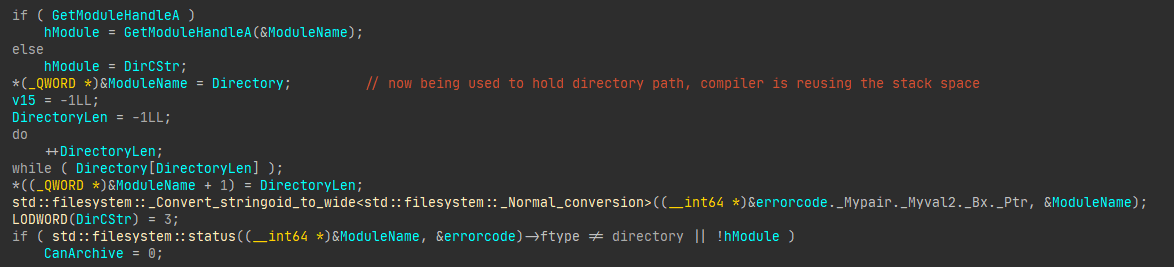 if ( GetModuleHandleA )
    hModule = GetModuleHandleA(&ModuleName);
else
    hModule = DirCStr;
*(_QWORD *)&ModuleName = Directory;         // now being used to hold directory path, compiler is reusing the stack space
v15 = -1LL;
DirectoryLen = -1LL;
do
    ++DirectoryLen;
while ( Directory[DirectoryLen] );
*((_QWORD *)&ModuleName + 1) = DirectoryLen;
std::filesystem::_Convert_stringoid_to_wide<std::filesystem::_Normal_conversion>((__int64 *)&errorcode._Mypair._Myval2._Bx._Ptr, &ModuleName);
LODWORD(DirCStr) = 3;
if ( std::filesystem::status((__int64 *)&ModuleName, &errorcode)->ftype != directory || !hModule )
    CanArchive = 0;